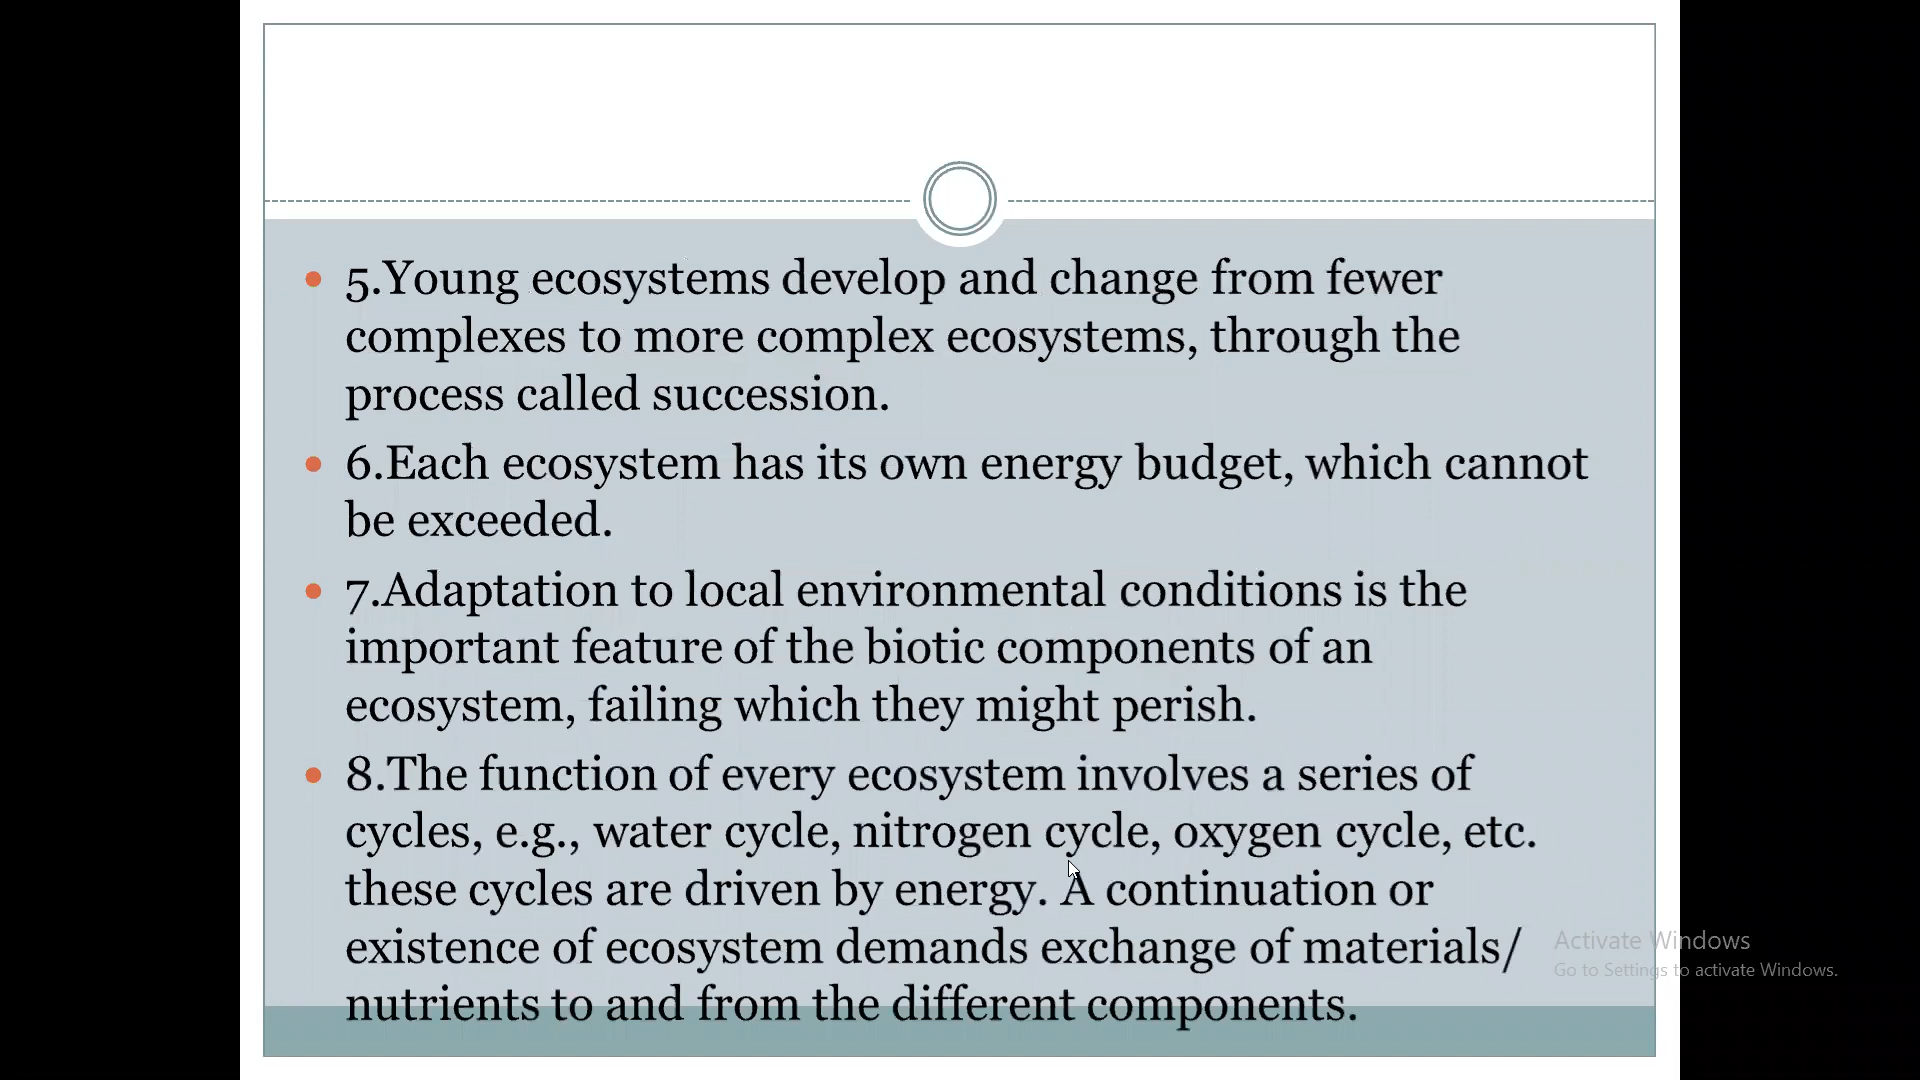 5.Young ecosystems develop and change from fewer
complexes to more complex ecosystems, through the
process called succession.
6.Each ecosystem has its own energy budget, which cannot
be exceeded.
7.Adaptation to local environmental conditions is the
important feature of the biotic components of an
ecosystem, failing which they might perish.
8.The function of every ecosystem involves a series of
cycles, e.g., water cycle, nitrogen cycle, oxygen cycle, etc.
these cycles are driven by energy. A continuation or
existence of ecosystem demands exchange of materials/
nutrients to and from the different components.
Activate Windows
Go to Settings to activate Windows.